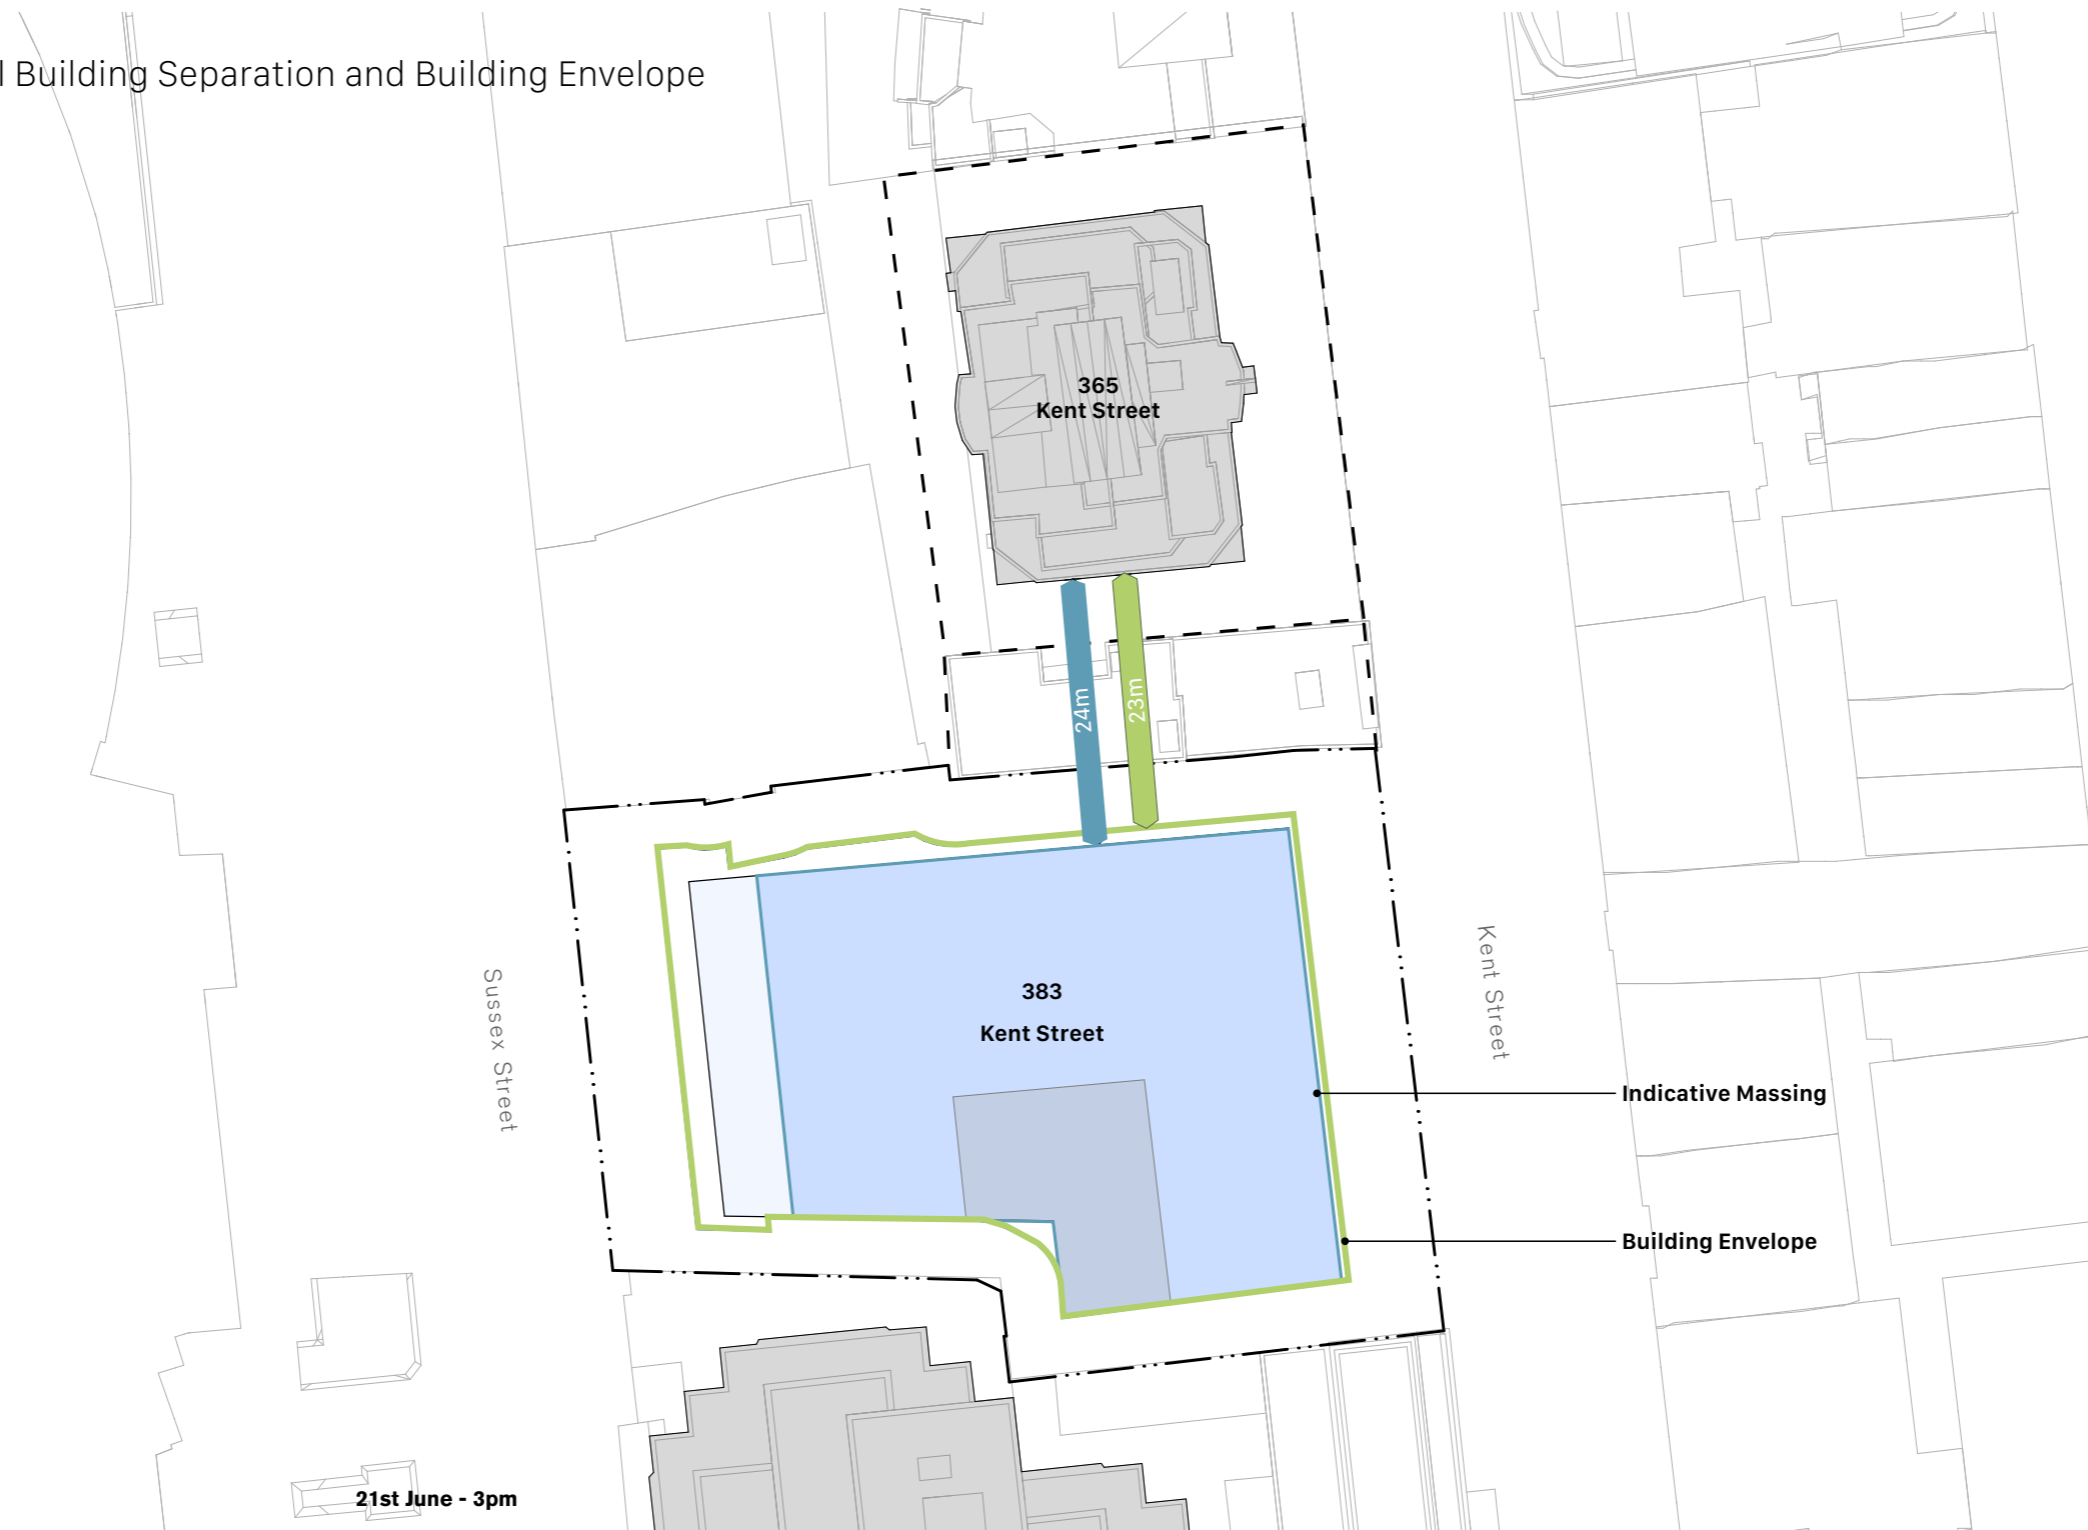 l Building Separation and Building Envelope
365
Kent Street
24m
23m
383
Kent Street
Sussex Street
Kent Street
Indicative Massing
Building Envelope
21st June - 3pm